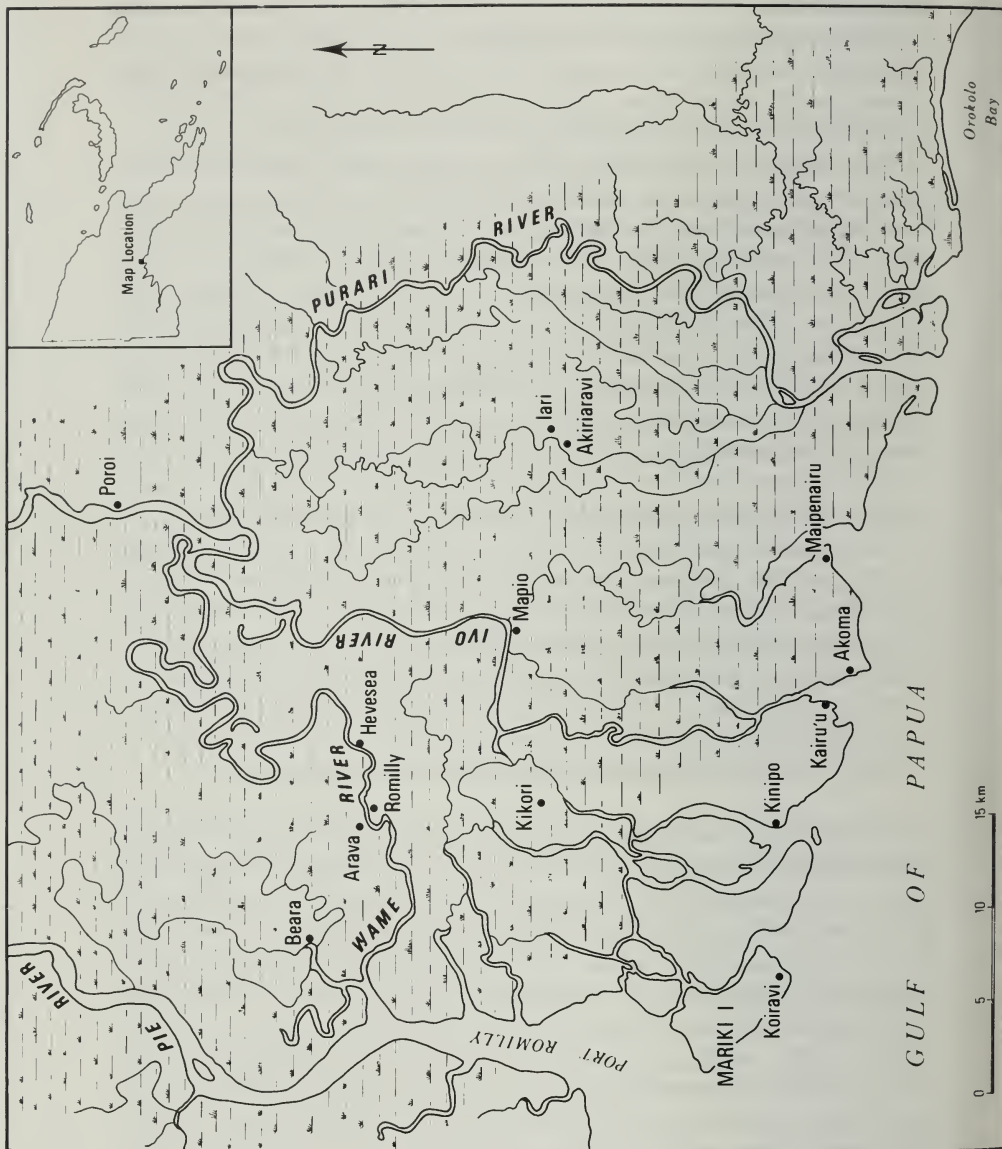 Map Location
N
Orokolo
Bay
PURARI
RIVER
Poroi
Iari
Akiriaravi
IVO
RIVER
Mapio
Maipenairu
Akoma
Kairu'u
Hevesea
RIVER
Romilly
Arava
WAME
Beara
Kikori
Kinipo
RIVER
PIE
PORT ROMILLY
MARIKI I
Koiravi
GULF OF PAPUA
0 5 10 15 km